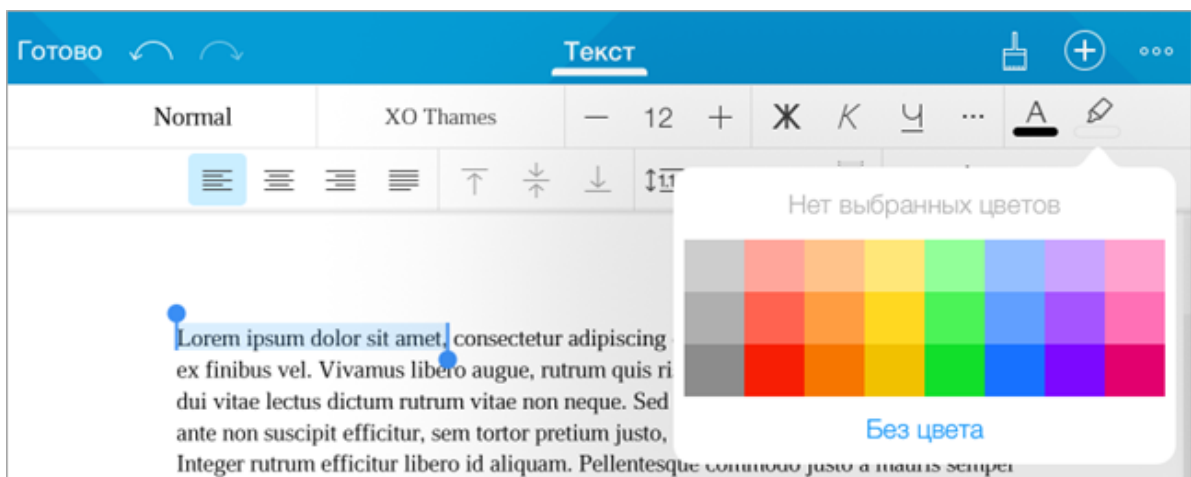 Готово
Текст
Normal XO Thames — 12 + Ж К Ч ... А
1.1
Нет выбранных цветов
Lorem ipsum dolor sit amet, consectetur adipiscing
ex finibus vel. Vivamus libero augue, rutrum quis
dui vitae lectus dictum rutrum vitae non neque. Sed
ante non suscipit efficitur, sem tortor pretium justo,
Без цвета
Integer rutrum efficitur libero id aliquam. Pellentesque commodo justo a mauris semper